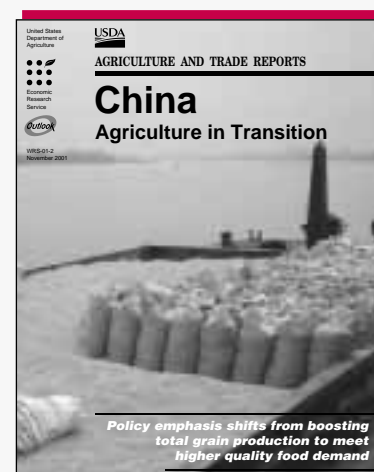 United States
Department of
Agriculture
USDA
AGRICULTURE AND TRADE REPORTS
Economic
Research
Service
Outlook
WRS-01-2
November 2001
China
Agriculture in Transition
Policy emphasis shifts from boosting
total grain production to meet
higher quality food demand